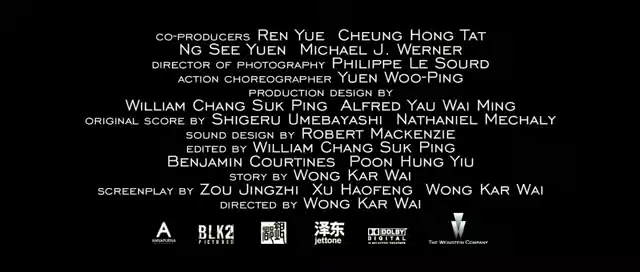 CO-PRODUCERS REN YUE CHEUNG HONG TAT
NG SEE YUEN MICHAEL J. WERNER
DIRECTOR OF PHOTOGRAPHY PHILIPPE LE SOURD
ACTION CHOREOGRAPHER YUEN WOO-PING
PRODUCTION DESIGN BY
WILLIAM CHANG SUK PING ALFRED YAU WAI MING
ORIGINAL SCORE BY SHIGERU UMEBAYASHI NATHANIEL MECHALY
SOUND DESIGN BY ROBERT MACKENZIE
EDITED BY WILLIAM CHANG SUK PING
BENJAMIN COURTINES POON HUNG YIU
STORY BY WONG KAR WAI
SCREENPLAY BY ZOU JINGZHI XU HAOFENG WONG KAR WAI
DIRECTED BY WONG KAR WAI
ANNAPURNA
BLK2
PICTURES
泽东
jettone
DOLBY
DIGITAL
THE WEINSTEIN COMPANY